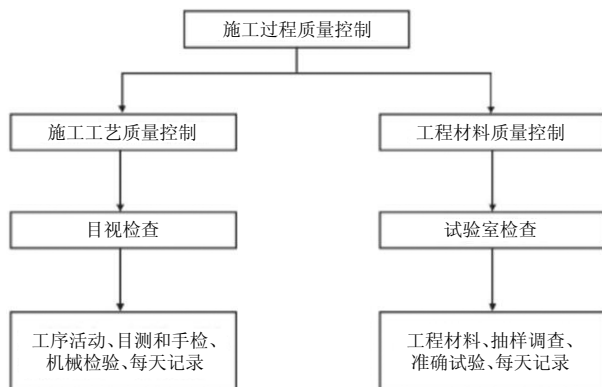 施工过程质量控制
施工工艺质量控制
工程材料质量控制
目视检查
试验室检查
工序活动、目测和手检、
机械检验、每天记录
工程材料、抽样调查、
准确试验、每天记录